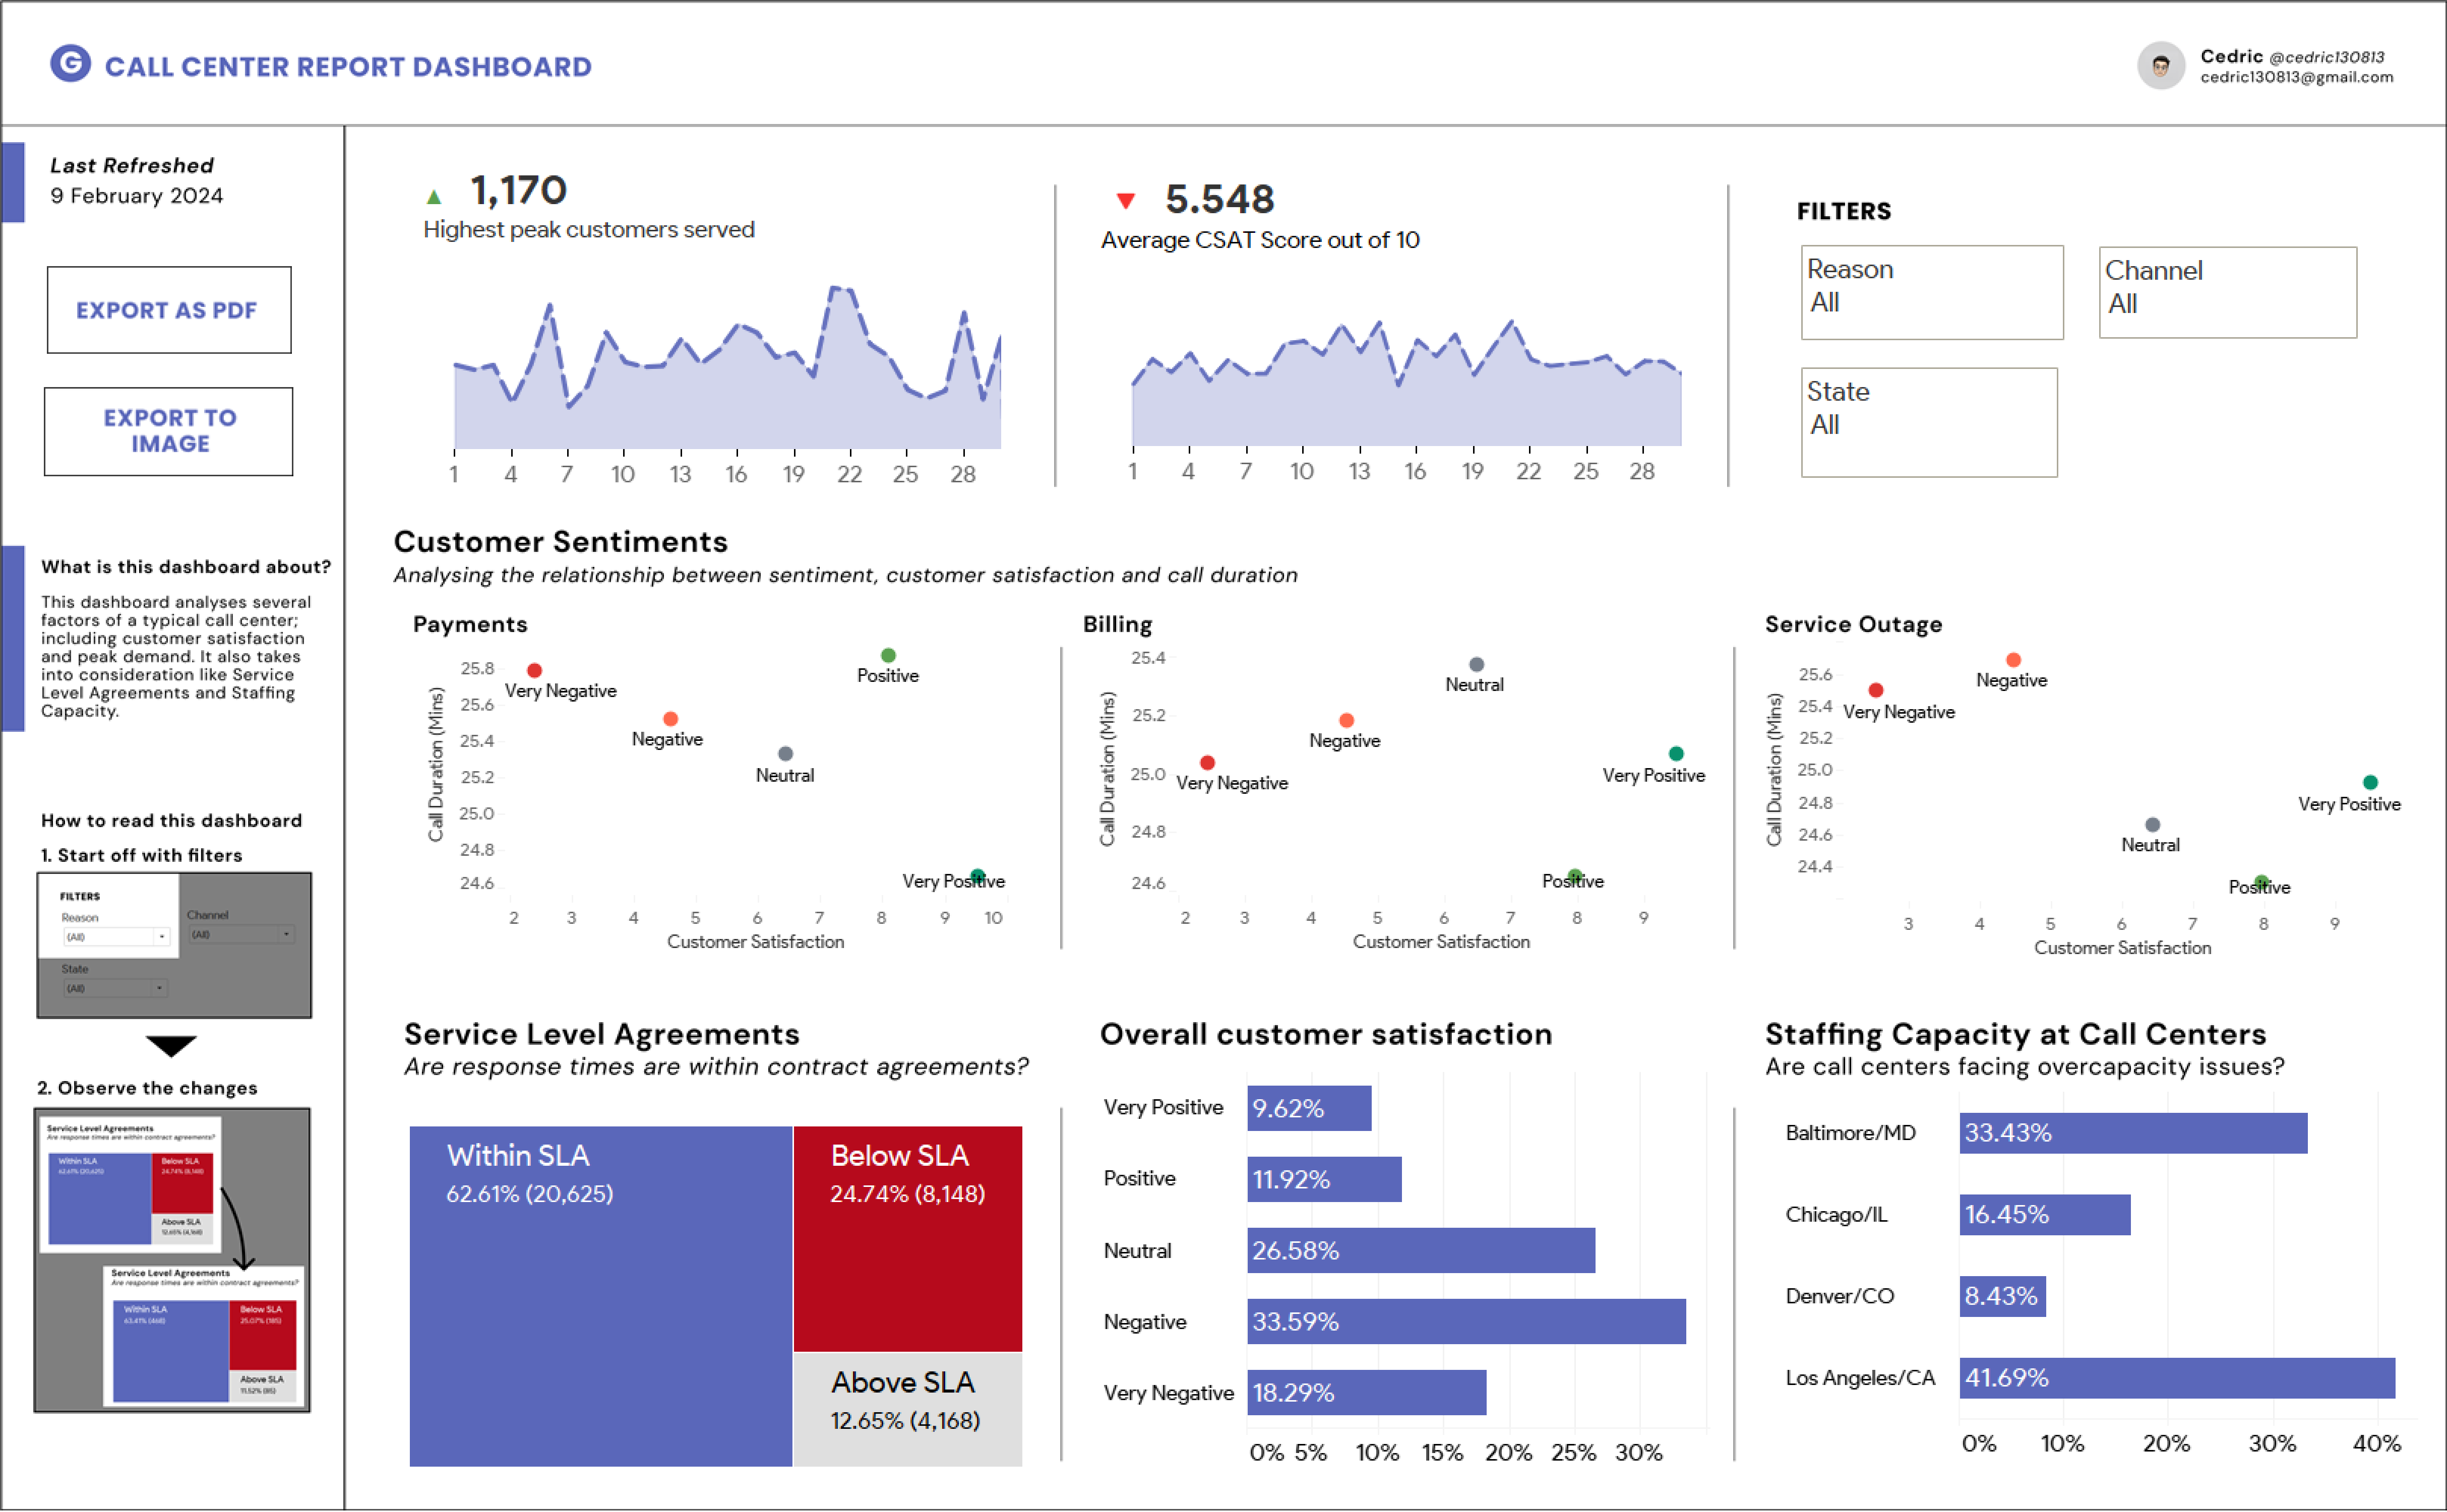 G CALL CENTER REPORT DASHBOARD
Cedric @cedric130813
cedric130813@gmail.com
Last Refreshed
9 February 2024
EXPORT AS PDF
EXPORT TO
IMAGE
What is this dashboard about?
This dashboard analyses several
factors of a typical call center;
including customer satisfaction
and peak demand. It also takes
into consideration like Service
Level Agreements and Staffing
Capacity.
How to read this dashboard
1. Start off with filters
FILTERS
Reason
(All)
Channel
(All)
State
(All)
2. Observe the changes
Service Level Agreements
Are response times are within contract agreements?
Within SLA
62.61% (20,625)
Below SLA
24.74% (8,148)
Above SLA
12.65% (4,168)
Service Level Agreements
Are response times are within contract agreements?
Within SLA
63.41% (468)
Below SLA
25.07% (185)
Above SLA
11.52% (85)
1,170
Highest peak customers served
1 4 7 10 13 16 19 22 25 28
5.548
Average CSAT Score out of 10
1 4 7 10 13 16 19 22 25 28
FILTERS
Reason
All
Channel
All
State
All
Customer Sentiments
Analysing the relationship between sentiment, customer satisfaction and call duration
Payments
Call Duration (Mins)
25.8
25.6
25.4
25.2
25.0
24.8
24.6
Very Negative
Negative
Neutral
Positive
Very Positive
2 3 4 5 6 7 8 9 10
Customer Satisfaction
Billing
Call Duration (Mins)
25.4
25.2
25.0
24.8
24.6
Very Negative
Negative
Neutral
Positive
Very Positive
2 3 4 5 6 7 8 9
Customer Satisfaction
Service Outage
Call Duration (Mins)
25.6
25.4
25.2
25.0
24.8
24.6
24.4
Very Negative
Negative
Neutral
Positive
Very Positive
3 4 5 6 7 8 9
Customer Satisfaction
Service Level Agreements
Are response times are within contract agreements?
Within SLA
62.61% (20,625)
Below SLA
24.74% (8,148)
Above SLA
12.65% (4,168)
Overall customer satisfaction
Very Positive 9.62%
Positive 11.92%
Neutral 26.58%
Negative 33.59%
Very Negative 18.29%
0% 5% 10% 15% 20% 25% 30%
Staffing Capacity at Call Centers
Are call centers facing overcapacity issues?
Baltimore/MD 33.43%
Chicago/IL 16.45%
Denver/CO 8.43%
Los Angeles/CA 41.69%
0% 10% 20% 30% 40%